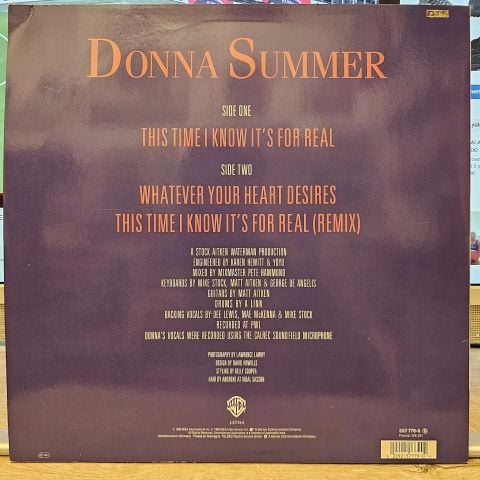 DONNA SUMMER
SIDE ONE
THIS TIME I KNOW IT'S FOR REAL
SIDE TWO
WHATEVER YOUR HEART DESIRES
THIS TIME I KNOW IT'S FOR REAL (REMIX)
A STOCK AITKEN WATERMAN PRODUCTION
ENGINEERED BY KAREN HEWITT & YOYO
MIXED BY MIXMASTER PETE HAMMOND
KEYBOARDS BY MIKE STOCK, MATT AITKEN & GEORGE DE ANGELIS
GUITARS BY MATT AITKEN
DRUMS BY A LINN
BACKING VOCALS BY: DEE LEWIS, MAE McKENNA & MIKE STOCK
RECORDED AT PWL
DONNA'S VOCALS WERE RECORDED USING THE CALREC SOUNDFIELD MICROPHONE
PHOTOGRAPHY BY LAWRENCE LAWRY
DESIGN BY DAVID HOWELLS
STYLING BY KELLY COOPER
HAIR BY ANDREW AT VIDAL SASSON
257 779-0